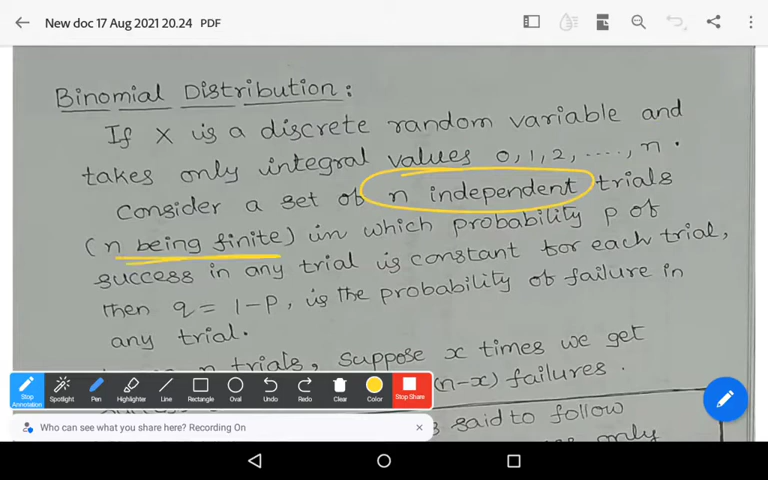 New doc 17 Aug 2021 20.24 PDF
Binomial Distribution:
If X is a discrete random variable and
takes only integral values 0, 1, 2, ...., n.
Consider a set of n independent trials
(n being finite) in which probability p of
success in any trial is constant for each trial,
then q = 1-P, is the probability of failure in
any trial.
n trials, suppose x times we get
(n-x) failures.
Stop Annotation Spotlight Pen Highlighter Line Rectangle Oval Undo Redo Clear Color Stop Share
said to follow
Who can see what you share here? Recording On
only